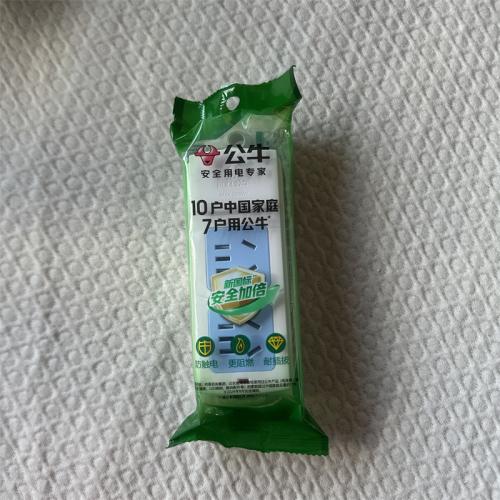 公牛
安全用电专家
10户中国家庭
7户用公牛*
新国标
安全加倍
防触电 更阻燃 耐插拔